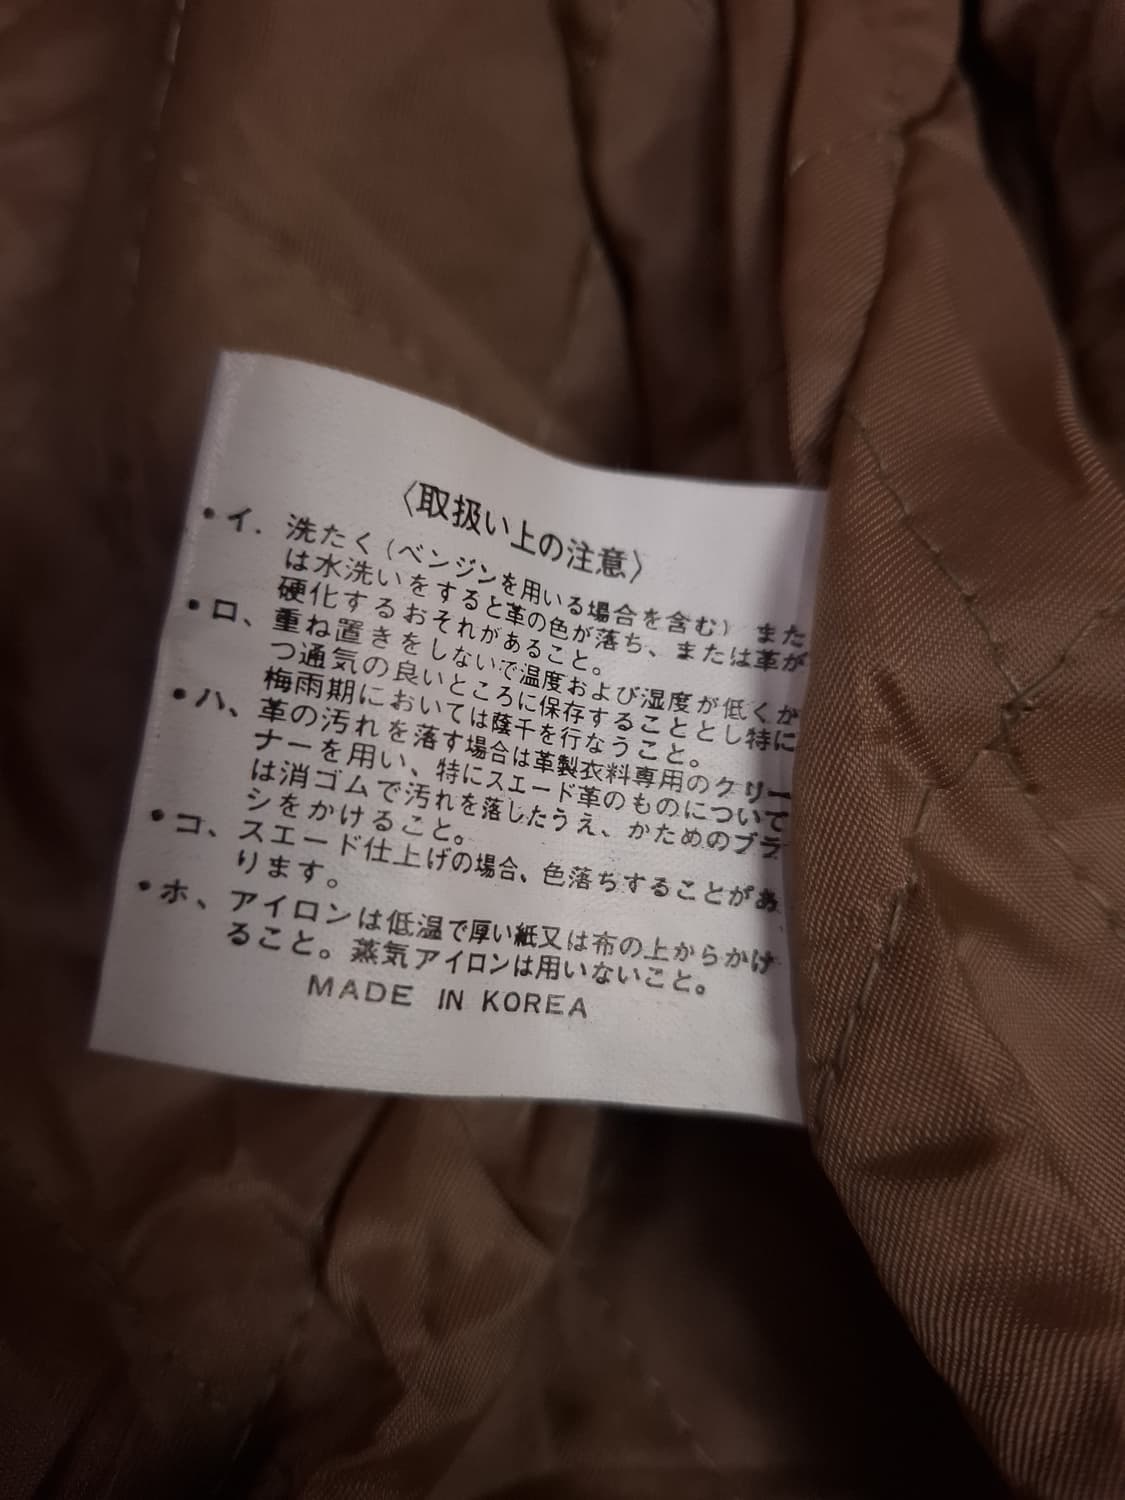 〈取扱い上の注意〉
・イ. 洗たく(ベンジンを用いる場合を含む) また
は水洗いをすると革の色が落ち、または革が
硬化するおそれがあること。
・ロ、重ね置きをしないで温度および湿度が低くか
つ通気の良いところに保存することとし特に
梅雨期においては蔭干を行なうこと。
・ハ、革の汚れを落す場合は革製衣料専用のクリー
ナーを用い、特にスエード革のものについて
は消ゴムで汚れを落したうえ、かためのブラ
シをかけること。
・コ、スエード仕上げの場合、色落ちすることがあ
ります。
・ホ、アイロンは低温で厚い紙又は布の上からかけ
ること。蒸気アイロンは用いないこと。
MADE IN KOREA